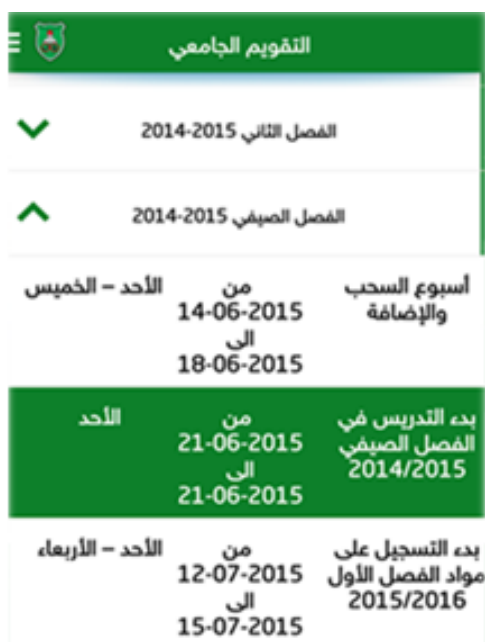 التقويم الجامعي
الفصل الثاني 2015-2014
الفصل الصيفي 2015-2014
أسبوع السحب
والإضافة
من
14-06-2015
الى
18-06-2015
الأحد – الخميس
بدء التدريس في
الفصل الصيفي
2014/2015
من
21-06-2015
الى
21-06-2015
الأحد
بدء التسجيل على
مواد الفصل الأول
2015/2016
من
12-07-2015
الى
15-07-2015
الأحد – الأربعاء